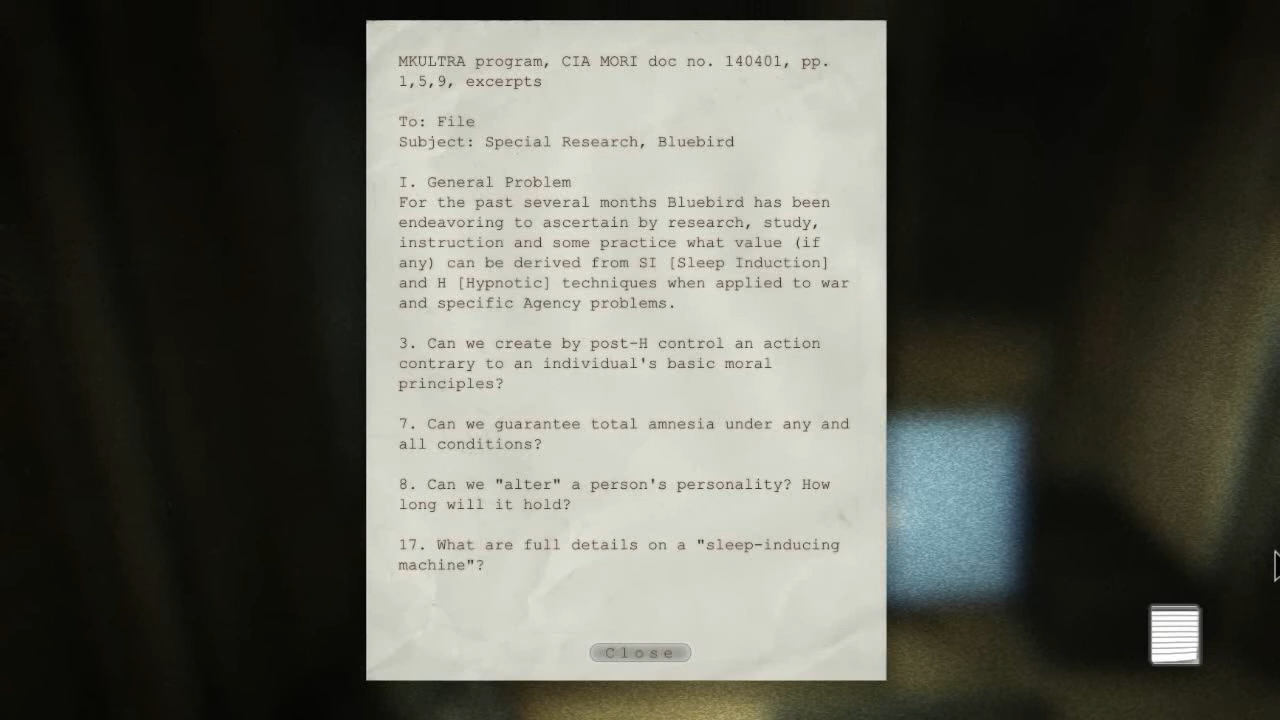 MKULTRA program, CIA MORI doc no. 140401, pp.
1,5,9, excerpts
To: File
Subject: Special Research, Bluebird
I. General Problem
For the past several months Bluebird has been
endeavoring to ascertain by research, study,
instruction and some practice what value (if
any) can be derived from SI [Sleep Induction]
and H [Hypnotic] techniques when applied to war
and specific Agency problems.
3. Can we create by post-H control an action
contrary to an individual's basic moral
principles?
7. Can we guarantee total amnesia under any and
all conditions?
8. Can we "alter" a person's personality? How
long will it hold?
17. What are full details on a "sleep-inducing
machine"?
Close